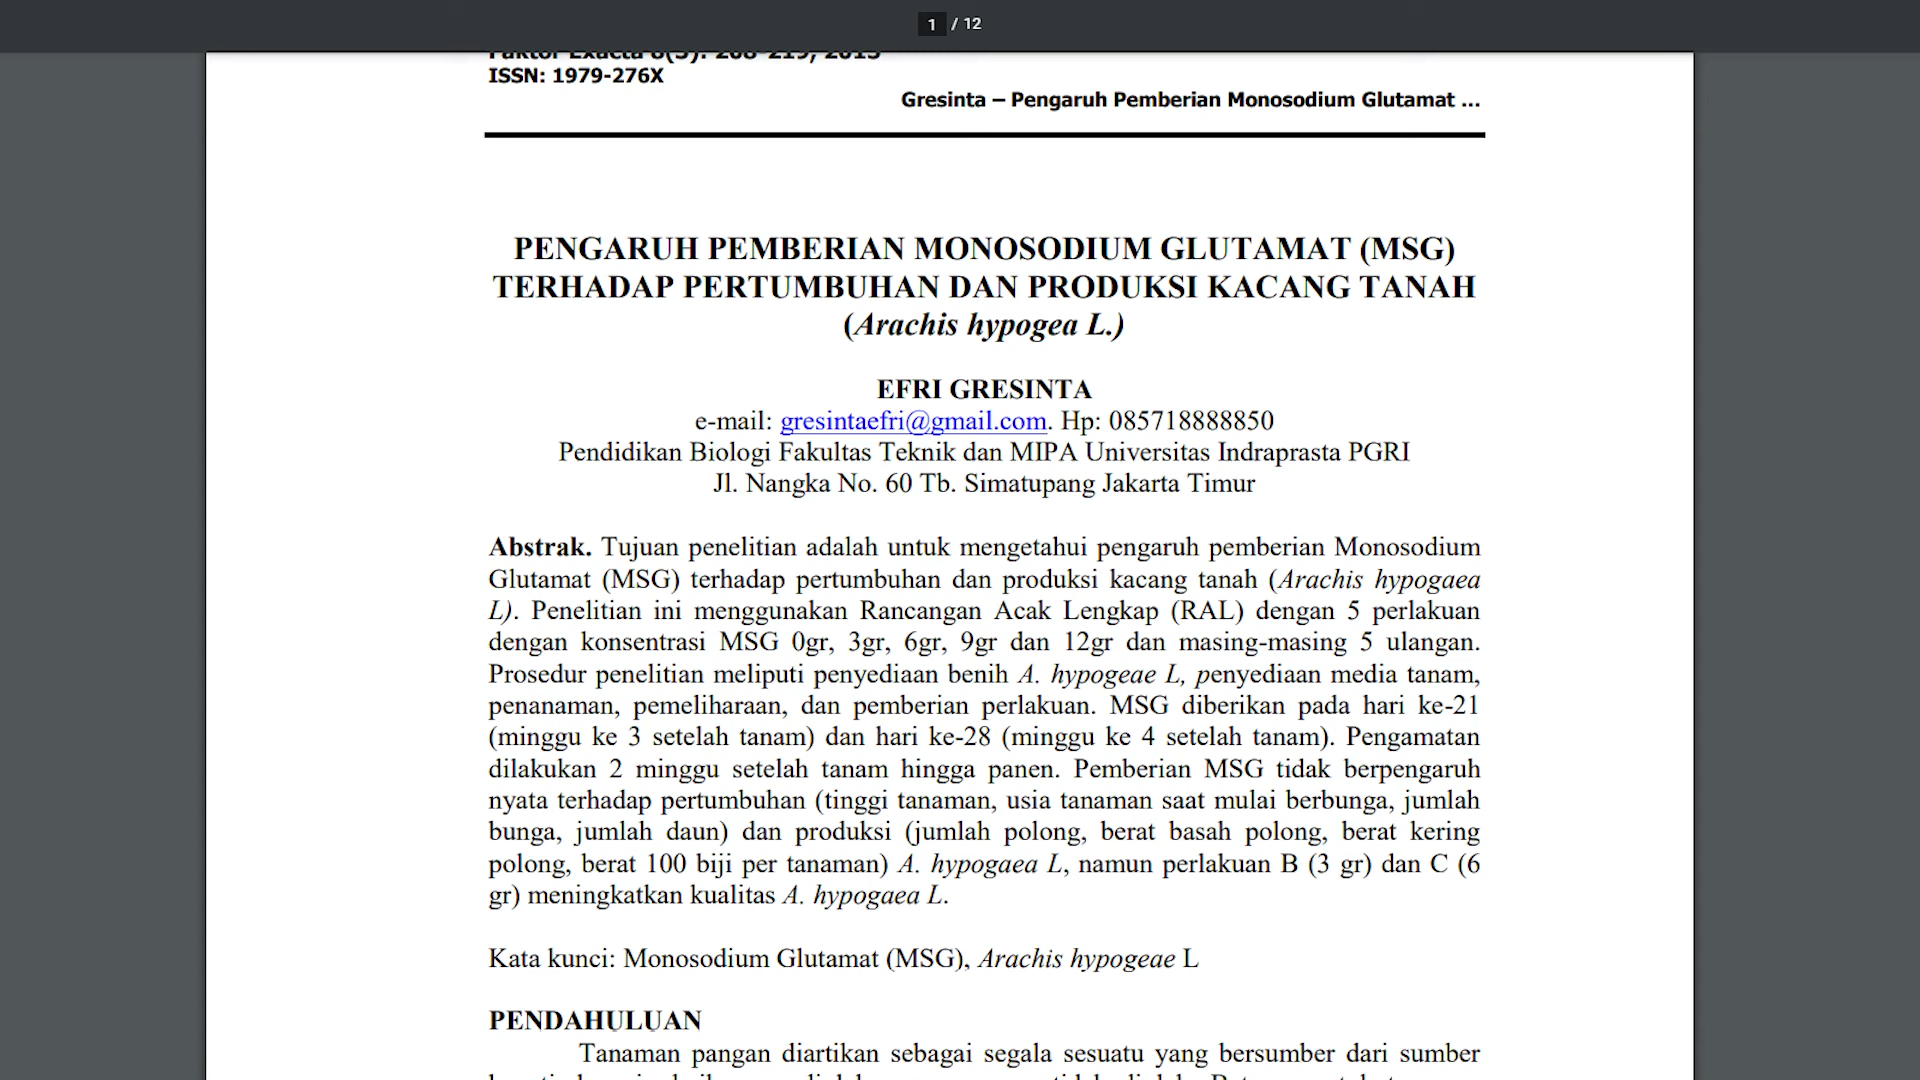 1 / 12
Faktor Exacta 8(3): 208-219, 2015
ISSN: 1979-276X
Gresinta – Pengaruh Pemberian Monosodium Glutamat ...
PENGARUH PEMBERIAN MONOSODIUM GLUTAMAT (MSG)
TERHADAP PERTUMBUHAN DAN PRODUKSI KACANG TANAH
(Arachis hypogea L.)
EFRI GRESINTA
e-mail: gresintaefri@gmail.com. Hp: 085718888850
Pendidikan Biologi Fakultas Teknik dan MIPA Universitas Indraprasta PGRI
Jl. Nangka No. 60 Tb. Simatupang Jakarta Timur
Abstrak. Tujuan penelitian adalah untuk mengetahui pengaruh pemberian Monosodium
Glutamat (MSG) terhadap pertumbuhan dan produksi kacang tanah (Arachis hypogaea
L). Penelitian ini menggunakan Rancangan Acak Lengkap (RAL) dengan 5 perlakuan
dengan konsentrasi MSG 0gr, 3gr, 6gr, 9gr dan 12gr dan masing-masing 5 ulangan.
Prosedur penelitian meliputi penyediaan benih A. hypogeae L, penyediaan media tanam,
penanaman, pemeliharaan, dan pemberian perlakuan. MSG diberikan pada hari ke-21
(minggu ke 3 setelah tanam) dan hari ke-28 (minggu ke 4 setelah tanam). Pengamatan
dilakukan 2 minggu setelah tanam hingga panen. Pemberian MSG tidak berpengaruh
nyata terhadap pertumbuhan (tinggi tanaman, usia tanaman saat mulai berbunga, jumlah
bunga, jumlah daun) dan produksi (jumlah polong, berat basah polong, berat kering
polong, berat 100 biji per tanaman) A. hypogaea L, namun perlakuan B (3 gr) dan C (6
gr) meningkatkan kualitas A. hypogaea L.
Kata kunci: Monosodium Glutamat (MSG), Arachis hypogeae L
PENDAHULUAN
Tanaman pangan diartikan sebagai segala sesuatu yang bersumber dari sumber